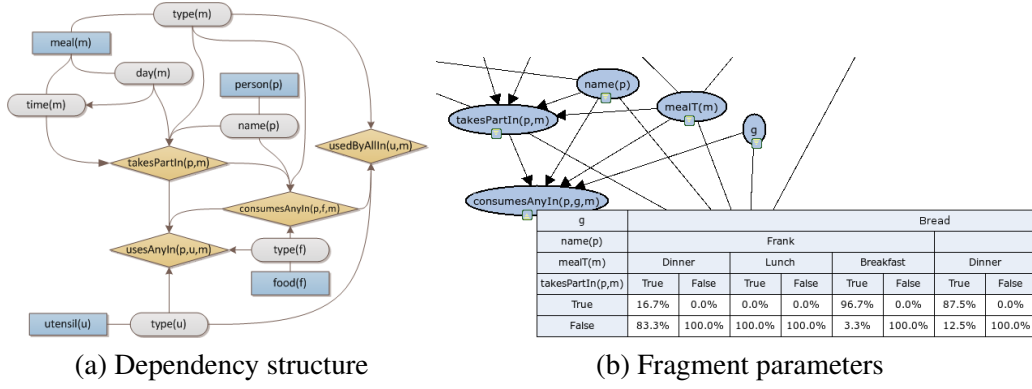 type(m)
meal(m)
day(m)
person(p)
time(m)
name(p)
usedByAllIn(u,m)
takesPartIn(p,m)
consumesAnyIn(p,f,m)
usesAnyIn(p,u,m)
type(f)
food(f)
utensil(u)
type(u)
(a) Dependency structure
name(p)
mealT(m)
takesPartIn(p,m)
g
consumesAnyIn(p,g,m)
g Bread
name(p) Frank
mealT(m) Dinner Lunch Breakfast Dinner
takesPartIn(p,m) True False True False True False True False
True 16.7% 0.0% 0.0% 0.0% 96.7% 0.0% 87.5% 0.0%
False 83.3% 100.0% 100.0% 100.0% 3.3% 100.0% 12.5% 100.0%
(b) Fragment parameters